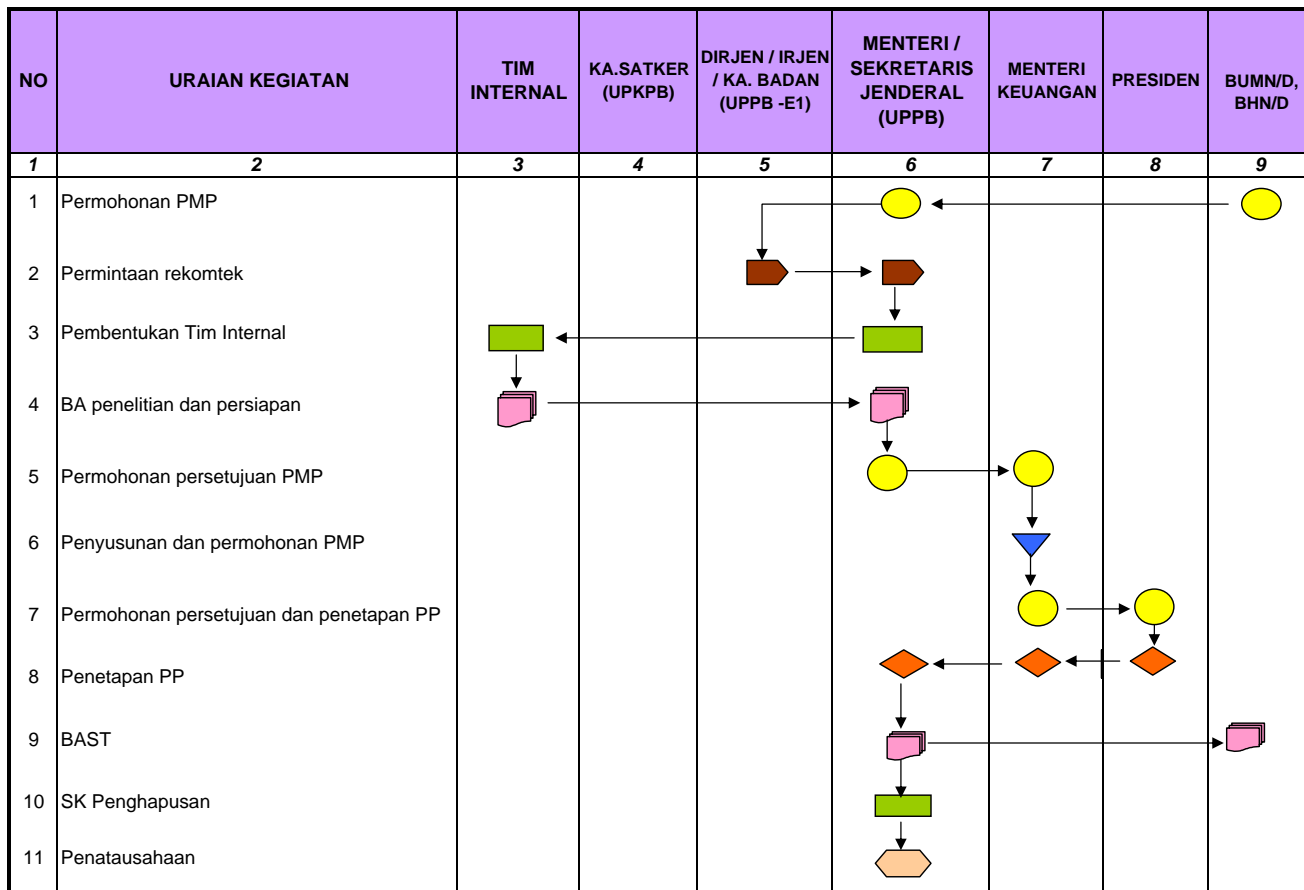 NO
URAIAN KEGIATAN
TIM
INTERNAL
KA.SATKER
(UPKPB)
DIRJEN / IRJEN
/ KA. BADAN
(UPPB -E1)
MENTERI /
SEKRETARIS
JENDERAL
(UPPB)
MENTERI
KEUANGAN
PRESIDEN
BUMN/D,
BHN/D
1 2 3 4 5 6 7 8 9
1 Permohonan PMP
2 Permintaan rekomtek
3 Pembentukan Tim Internal
4 BA penelitian dan persiapan
5 Permohonan persetujuan PMP
6 Penyusunan dan permohonan PMP
7 Permohonan persetujuan dan penetapan PP
8 Penetapan PP
9 BAST
10 SK Penghapusan
11 Penatausahaan